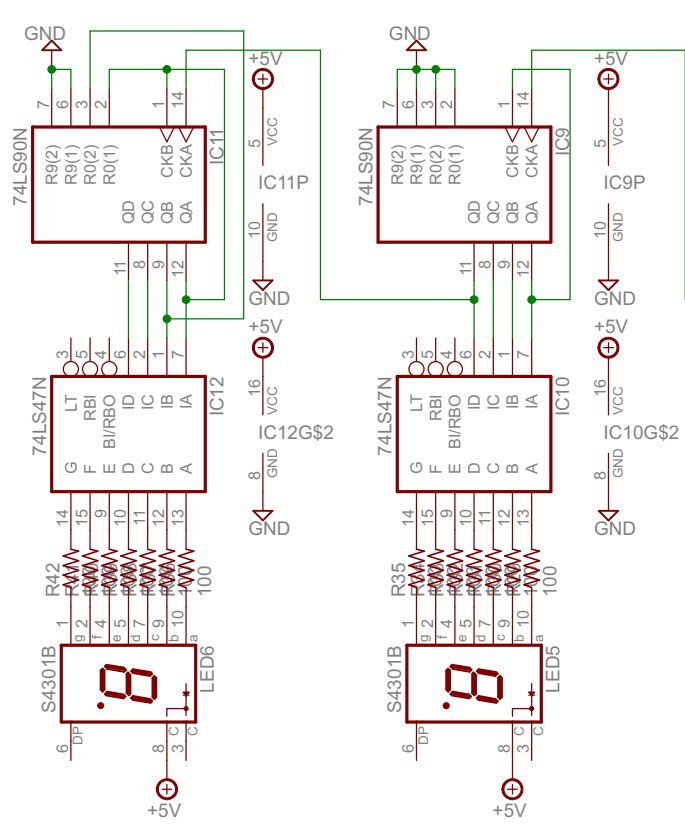 GND
GND
+5V
+5V
7
6
3
2
1
14
5
VCC
7
6
3
2
1
14
5
VCC
74LS90N
R9(2)
R9(1)
R0(2)
R0(1)
CKB
CKA
IC11
74LS90N
R9(2)
R9(1)
R0(2)
R0(1)
CKB
CKA
IC9
IC11P
IC9P
QD
QC
QB
QA
QD
QC
QB
QA
10
GND
10
GND
11
8
9
12
11
8
9
12
GND
GND
+5V
+5V
3
5
4
6
2
1
7
3
5
4
6
2
1
7
16
VCC
16
VCC
74LS47N
LT
RBI
BI/RBO
ID
IC
IB
IA
IC12
74LS47N
LT
RBI
BI/RBO
ID
IC
IB
IA
IC10
IC12G$2
IC10G$2
G
F
E
D
C
B
A
G
F
E
D
C
B
A
8
GND
8
GND
14
15
9
10
11
12
13
14
15
9
10
11
12
13
GND
GND
R42
100
R35
100
1
2
4
5
7
9
10
1
2
4
5
7
9
10
g
f
e
d
c
b
a
g
f
e
d
c
b
a
S4301B
LED6
S4301B
LED5
6
DP
8
C
3
C
6
DP
8
C
3
C
+5V
+5V